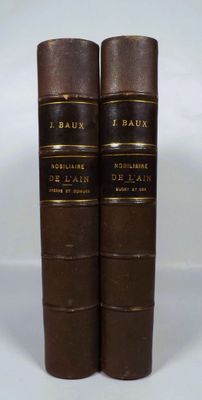 J. BAUX
NOBILIAIRE
DE L'AIN
BRESSE ET DOMBES
J. BAUX
NOBILIAIRE
DE L'AIN
BUGEY ET GEX